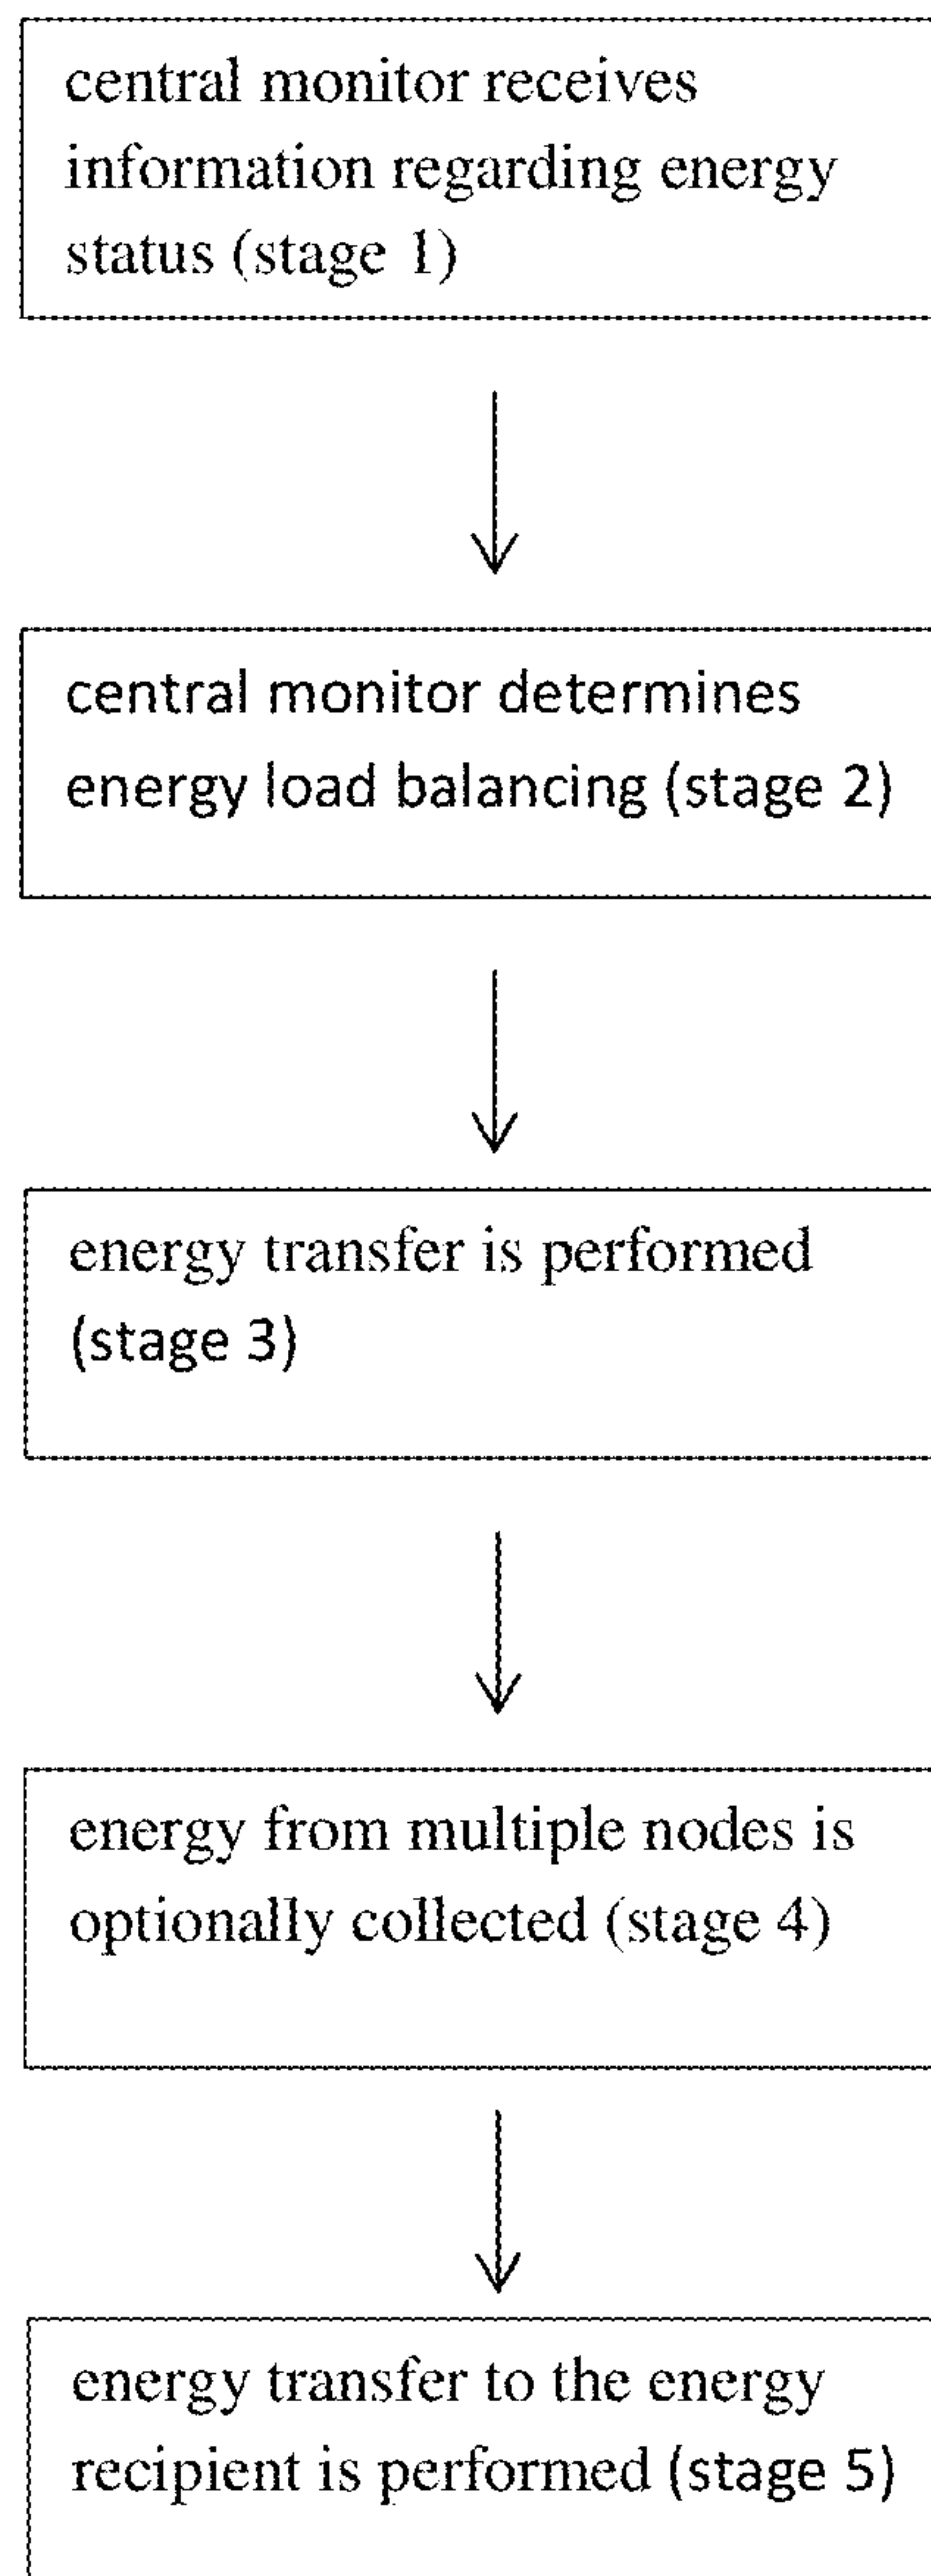 central monitor receives
information regarding energy
status (stage 1)
central monitor determines
energy load balancing (stage 2)
energy transfer is performed
(stage 3)
energy from multiple nodes is
optionally collected (stage 4)
energy transfer to the energy
recipient is performed (stage 5)